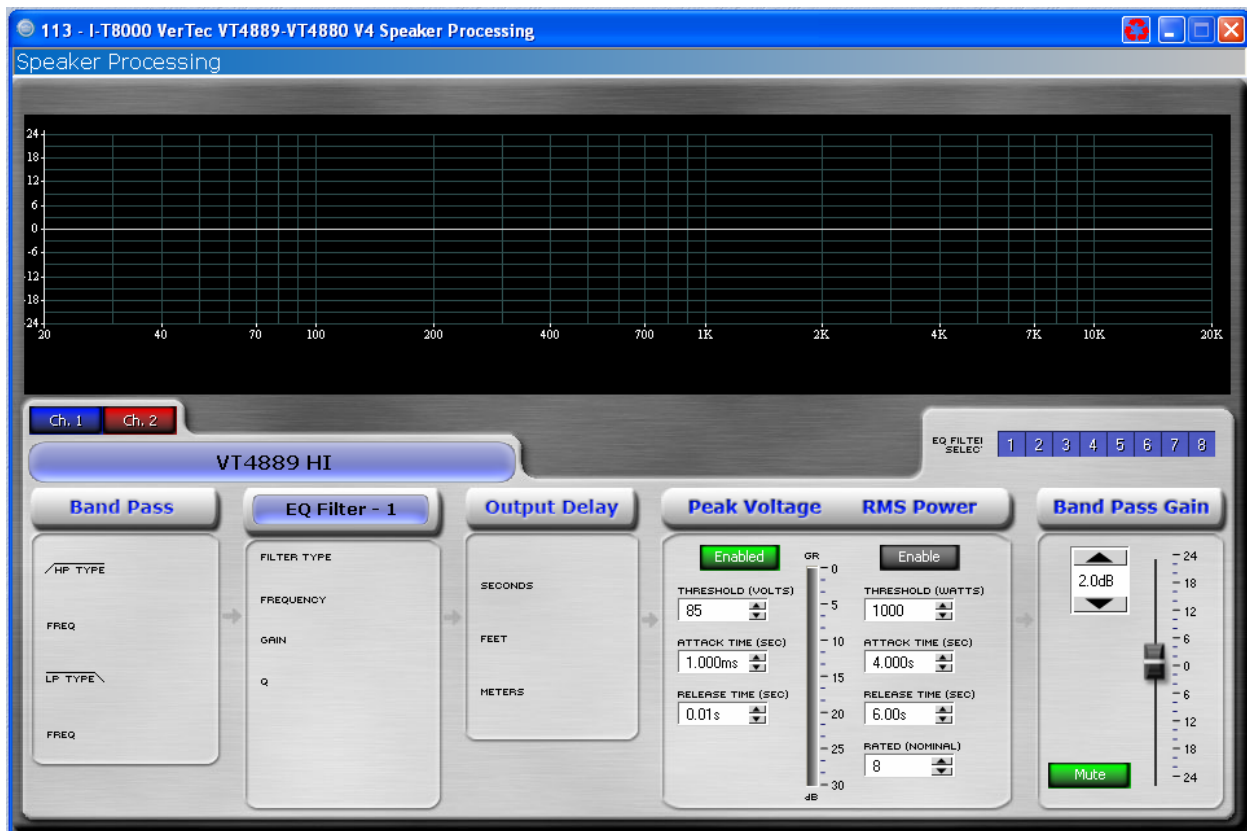 113 - I-T8000 VerTec VT4889-VT4880 V4 Speaker Processing
Speaker Processing
24
18
12
6
0
-6
-12
-18
-24
20 40 70 100 200 400 700 1K 2K 4K 7K 10K 20K
Ch. 1 Ch. 2
EQ FILTEI
SELEC'
1 2 3 4 5 6 7 8
VT4889 HI
Band Pass
HP TYPE
FREQ
LP TYPE
FREQ
EQ Filter - 1
FILTER TYPE
FREQUENCY
GAIN
Q
Output Delay
SECONDS
FEET
METERS
Peak Voltage RMS Power
Enabled
THRESHOLD (VOLTS)
85
ATTACK TIME (SEC)
1.000ms
RELEASE TIME (SEC)
0.01s
GR
0
5
10
15
20
25
30
dB
Enable
THRESHOLD (WATTS)
1000
ATTACK TIME (SEC)
4.000s
RELEASE TIME (SEC)
6.00s
RATED (NOMINAL)
8
Band Pass Gain
2.0dB
Mute
24
18
12
6
0
6
12
18
24